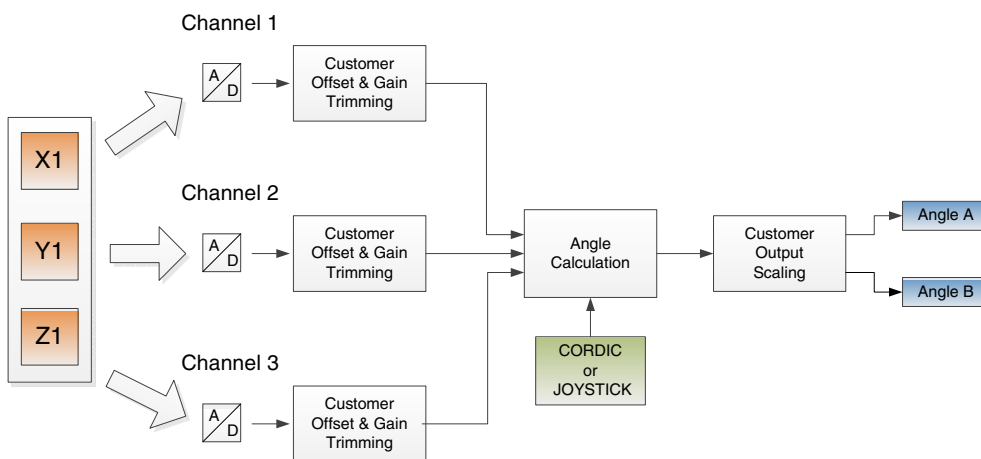 Channel 1
A
D
Customer
Offset & Gain
Trimming
X1
Channel 2
Y1
A
D
Customer
Offset & Gain
Trimming
Angle
Calculation
Customer
Output
Scaling
Angle A
Angle B
Z1
Channel 3
CORDIC
or
JOYSTICK
A
D
Customer
Offset & Gain
Trimming